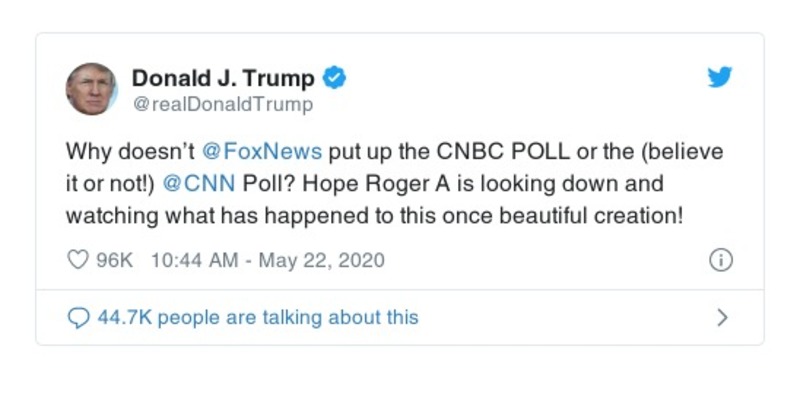 Donald J. Trump
@realDonaldTrump
Why doesn’t @FoxNews put up the CNBC POLL or the (believe
it or not!) @CNN Poll? Hope Roger A is looking down and
watching what has happened to this once beautiful creation!
96K 10:44 AM - May 22, 2020
44.7K people are talking about this